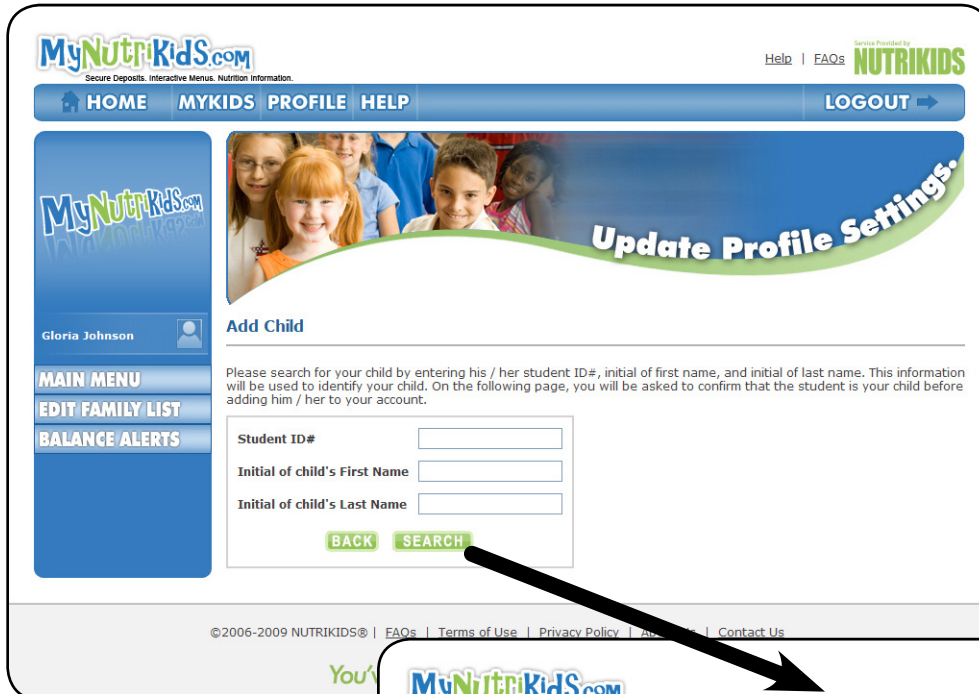 MyNutriKids.com
Secure Deposits. Interactive Menus. Nutrition Information.
Help | FAQs
Service Provided by
NUTRIKIDS
HOME MYKIDS PROFILE HELP
LOGOUT
MyNutriKids.com
Update Profile Settings.
Gloria Johnson
MAIN MENU
EDIT FAMILY LIST
BALANCE ALERTS
Add Child
Please search for your child by entering his / her student ID#, initial of first name, and initial of last name. This information
will be used to identify your child. On the following page, you will be asked to confirm that the student is your child before
adding him / her to your account.
Student ID#
Initial of child's First Name
Initial of child's Last Name
BACK SEARCH
©2006-2009 NUTRIKIDS® | FAQs | Terms of Use | Privacy Policy | | Contact Us
MyNutriKids.com